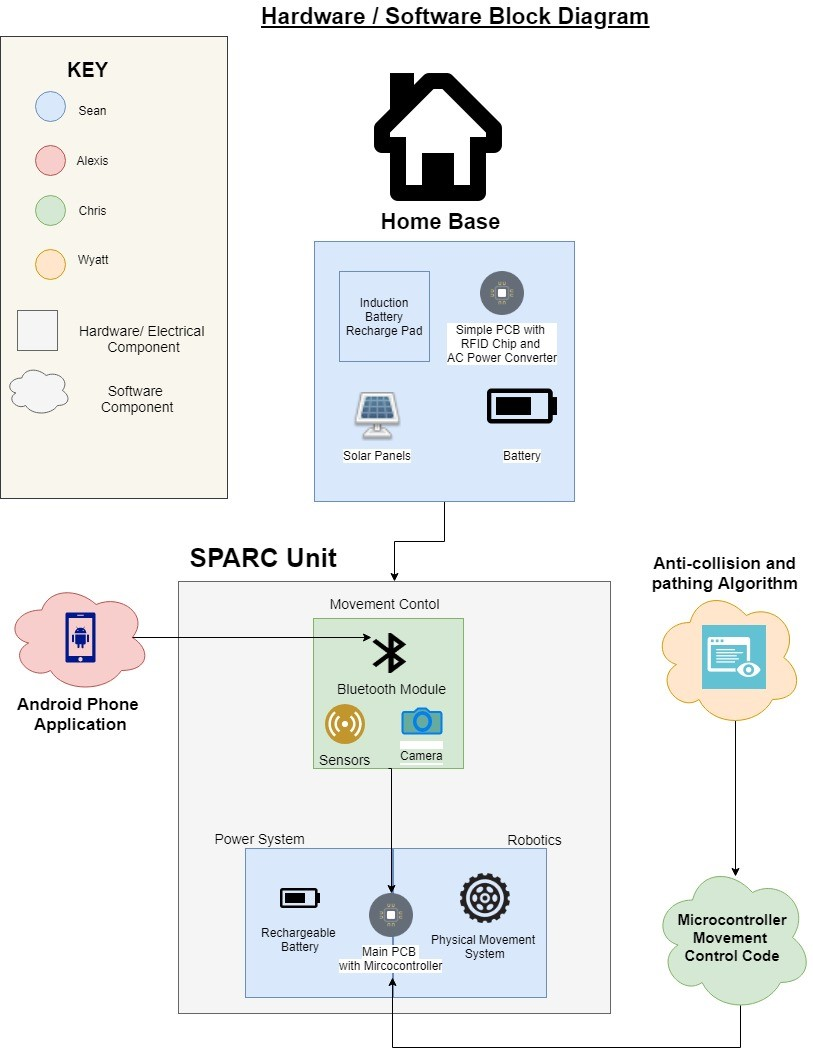 Hardware / Software Block Diagram
KEY
Sean
Alexis
Chris
Wyatt
Hardware/ Electrical
Component
Software
Component
Home Base
Induction
Battery
Recharge Pad
Simple PCB with
RFID Chip and
AC Power Converter
Solar Panels
Battery
SPARC Unit
Movement Contol
Bluetooth Module
Sensors
Camera
Android Phone
Application
Anti-collision and
pathing Algorithm
Power System
Robotics
Rechargeable
Battery
Main PCB
with Mircocontroller
Physical Movement
System
Microcontroller
Movement
Control Code